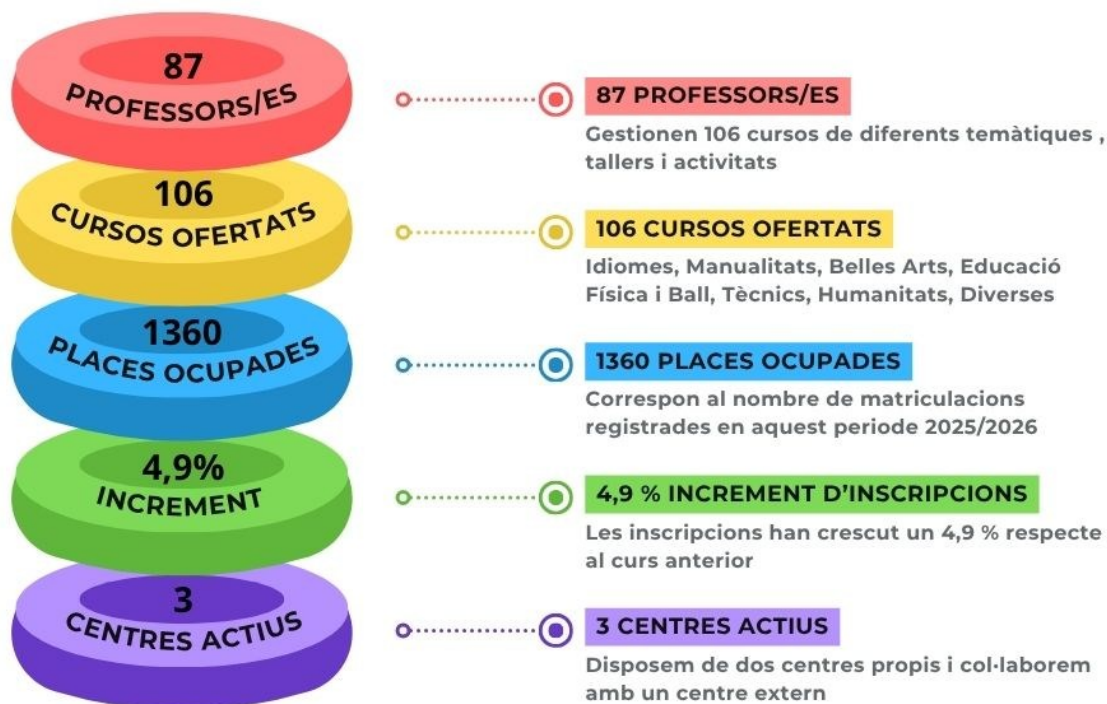 87
PROFESSORS/ES
106
CURSOS OFERTATS
1360
PLACES OCUPADES
4,9%
INCREMENT
3
CENTRES ACTIUS
87 PROFESSORS/ES
Gestionen 106 cursos de diferents temàtiques ,
tallers i activitats
106 CURSOS OFERTATS
Idiomes, Manualitats, Belles Arts, Educació
Física i Ball, Tècnics, Humanitats, Diverses
1360 PLACES OCUPADES
Correspon al nombre de matriculacions
registrades en aquest periode 2025/2026
4,9 % INCREMENT D’INSCRIPCIONS
Les inscripcions han crescut un 4,9 % respecte
al curs anterior
3 CENTRES ACTIUS
Disposem de dos centres propis i col·laborem
amb un centre extern